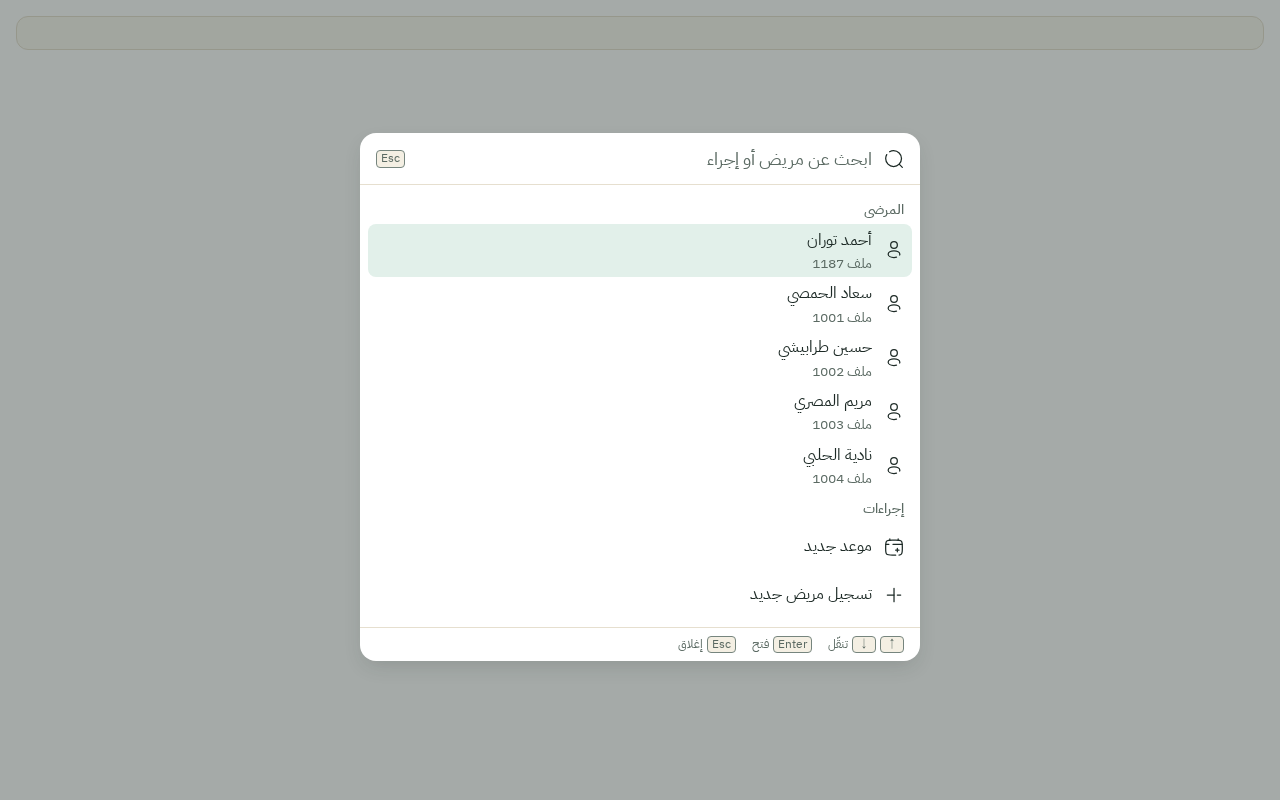 ابحث عن مريض أو إجراء Esc
المرضى
أحمد توران
ملف 1187
سعاد الحمصي
ملف 1001
حسين طرابيشي
ملف 1002
مريم المصري
ملف 1003
نادية الحلبي
ملف 1004
إجراءات
موعد جديد
تسجيل مريض جديد
↑ ↓ تنقّل Enter فتح Esc إغلاق